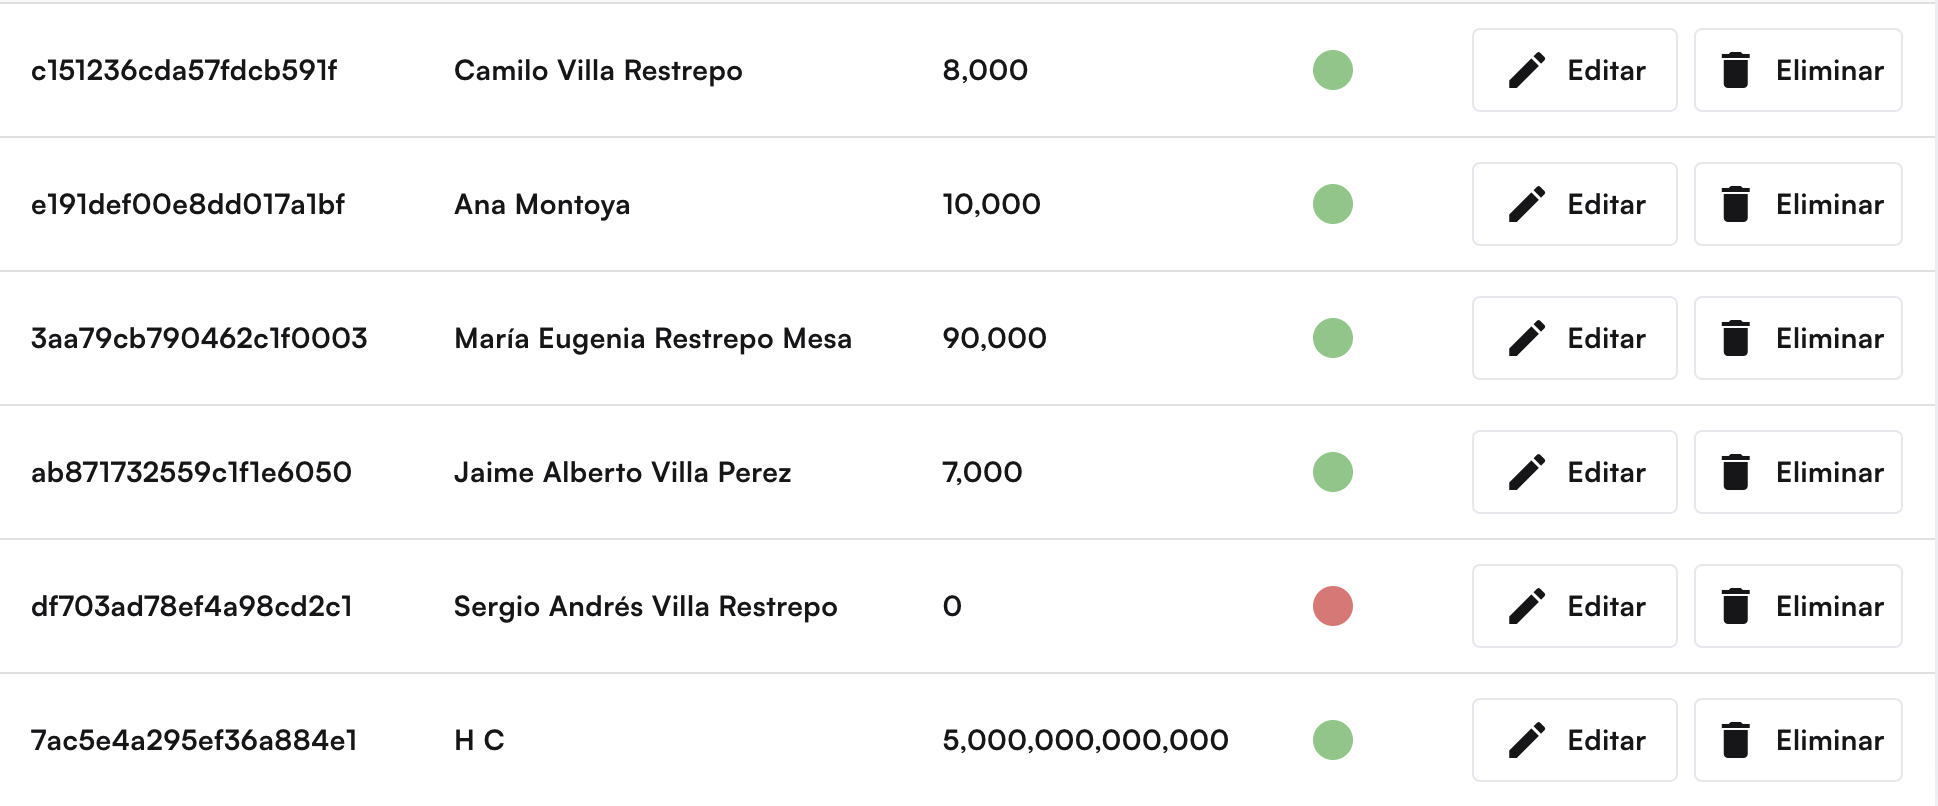 c151236cda57fdcb591f Camilo Villa Restrepo 8,000 Editar Eliminar
e191def00e8dd017a1bf Ana Montoya 10,000 Editar Eliminar
3aa79cb790462c1f0003 María Eugenia Restrepo Mesa 90,000 Editar Eliminar
ab871732559c1f1e6050 Jaime Alberto Villa Perez 7,000 Editar Eliminar
df703ad78ef4a98cd2c1 Sergio Andrés Villa Restrepo 0 Editar Eliminar
7ac5e4a295ef36a884e1 H C 5,000,000,000,000 Editar Eliminar